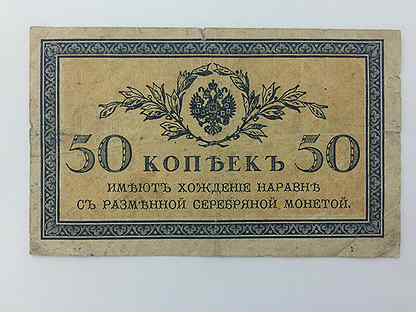 50 КОПѢЕКЪ 50
ИМѢЮТЪ ХОЖДЕНІЕ НАРАВНѢ
СЪ РАЗМѢННОЙ СЕРЕБРЯНОЙ МОНЕТОЙ.